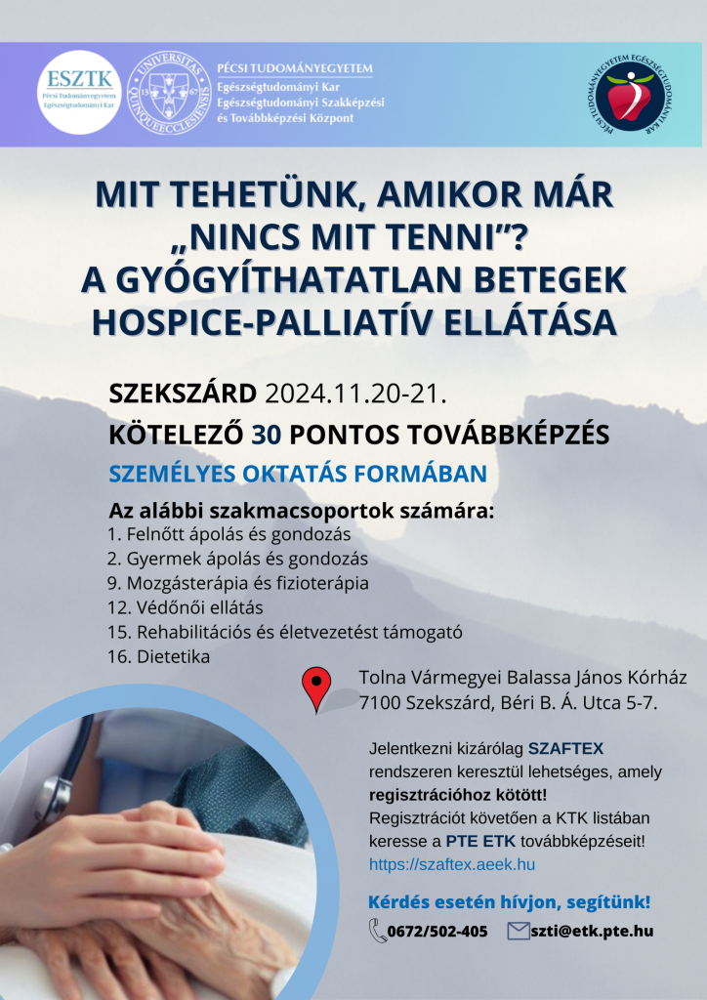 ESZTK
Pécsi Tudományegyetem
Egészségtudományi Kar
UNIVERSITAS QUINQUEECCLESIENSIS
1367
PÉCSI TUDOMÁNYEGYETEM
Egészségtudományi Kar
Egészségtudományi Szakképzési
és Továbbképzési Központ
PÉCSI TUDOMÁNYEGYETEM EGÉSZSÉGTUDOMÁNYI KAR
MIT TEHETÜNK, AMIKOR MÁR
„NINCS MIT TENNI”?
A GYÓGYÍTHATATLAN BETEGEK
HOSPICE-PALLIATÍV ELLÁTÁSA
SZEKSZÁRD 2024.11.20-21.
KÖTELEZŐ 30 PONTOS TOVÁBBKÉPZÉS
SZEMÉLYES OKTATÁS FORMÁBAN
Az alábbi szakmacsoportok számára:
1. Felnőtt ápolás és gondozás
2. Gyermek ápolás és gondozás
9. Mozgásterápia és fizioterápia
12. Védőnői ellátás
15. Rehabilitációs és életvezetést támogató
16. Dietetika
Tolna Vármegyei Balassa János Kórház
7100 Szekszárd, Béri B. Á. Utca 5-7.
Jelentkezni kizárólag SZAFTEX
rendszeren keresztül lehetséges, amely
regisztrációhoz kötött!
Regisztrációt követően a KTK listában
keresse a PTE ETK továbbképzéseit!
https://szaftex.aeek.hu
Kérdés esetén hívjon, segítünk!
0672/502-405 szti@etk.pte.hu